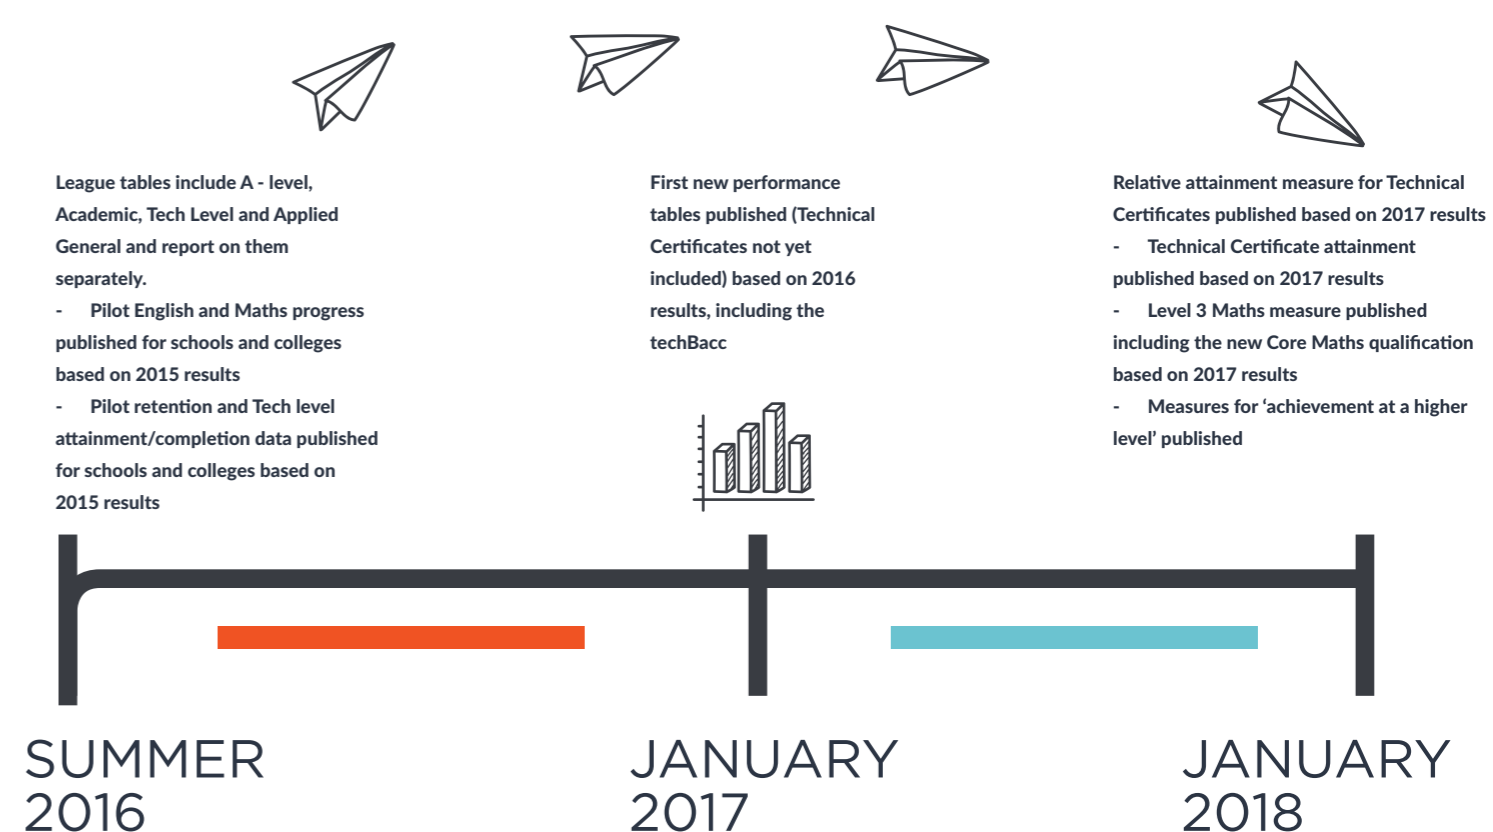 League tables include A - level,
Academic, Tech Level and Applied
General and report on them
separately.
- Pilot English and Maths progress
published for schools and colleges
based on 2015 results
- Pilot retention and Tech level
attainment/completion data published
for schools and colleges based on
2015 results
First new performance
tables published (Technical
Certificates not yet
included) based on 2016
results, including the
techBacc
Relative attainment measure for Technical
Certificates published based on 2017 results
- Technical Certificate attainment
published based on 2017 results
- Level 3 Maths measure published
including the new Core Maths qualification
based on 2017 results
- Measures for ‘achievement at a higher
level’ published
SUMMER
2016
JANUARY
2017
JANUARY
2018